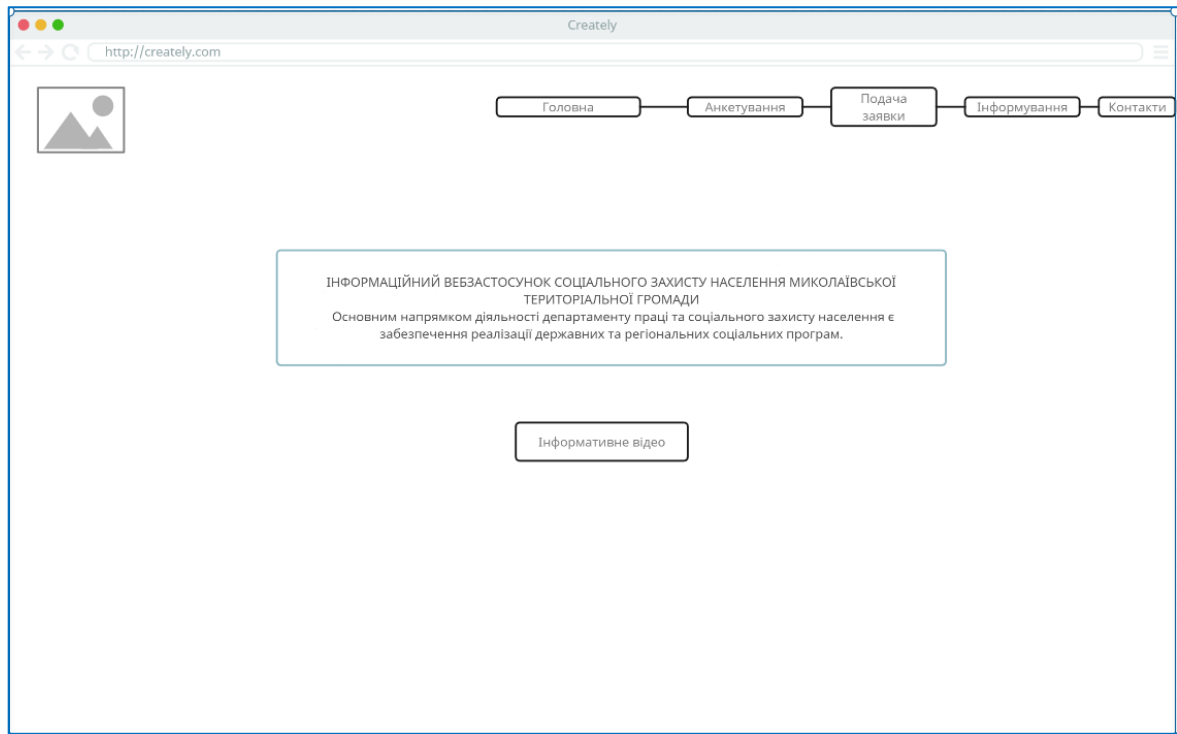 Creately
http://creately.com
Головна
Анкетування
Подача
заявки
Інформування
Контакти
ІНФОРМАЦІЙНИЙ ВЕБЗАСТОСУНОК СОЦІАЛЬНОГО ЗАХИСТУ НАСЕЛЕННЯ МИКОЛАЇВСЬКОЇ
ТЕРИТОРІАЛЬНОЇ ГРОМАДИ
Основним напрямком діяльності департаменту праці та соціального захисту населення є
забезпечення реалізації державних та регіональних соціальних програм.
Інформативне відео